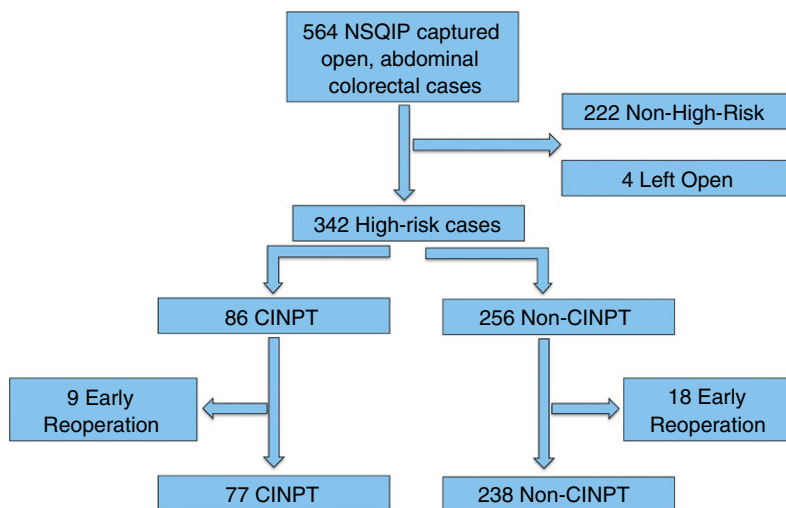 564 NSQIP captured
open, abdominal
colorectal cases
222 Non-High-Risk
4 Left Open
342 High-risk cases
86 CINPT
256 Non-CINPT
9 Early
Reoperation
18 Early
Reoperation
77 CINPT
238 Non-CINPT